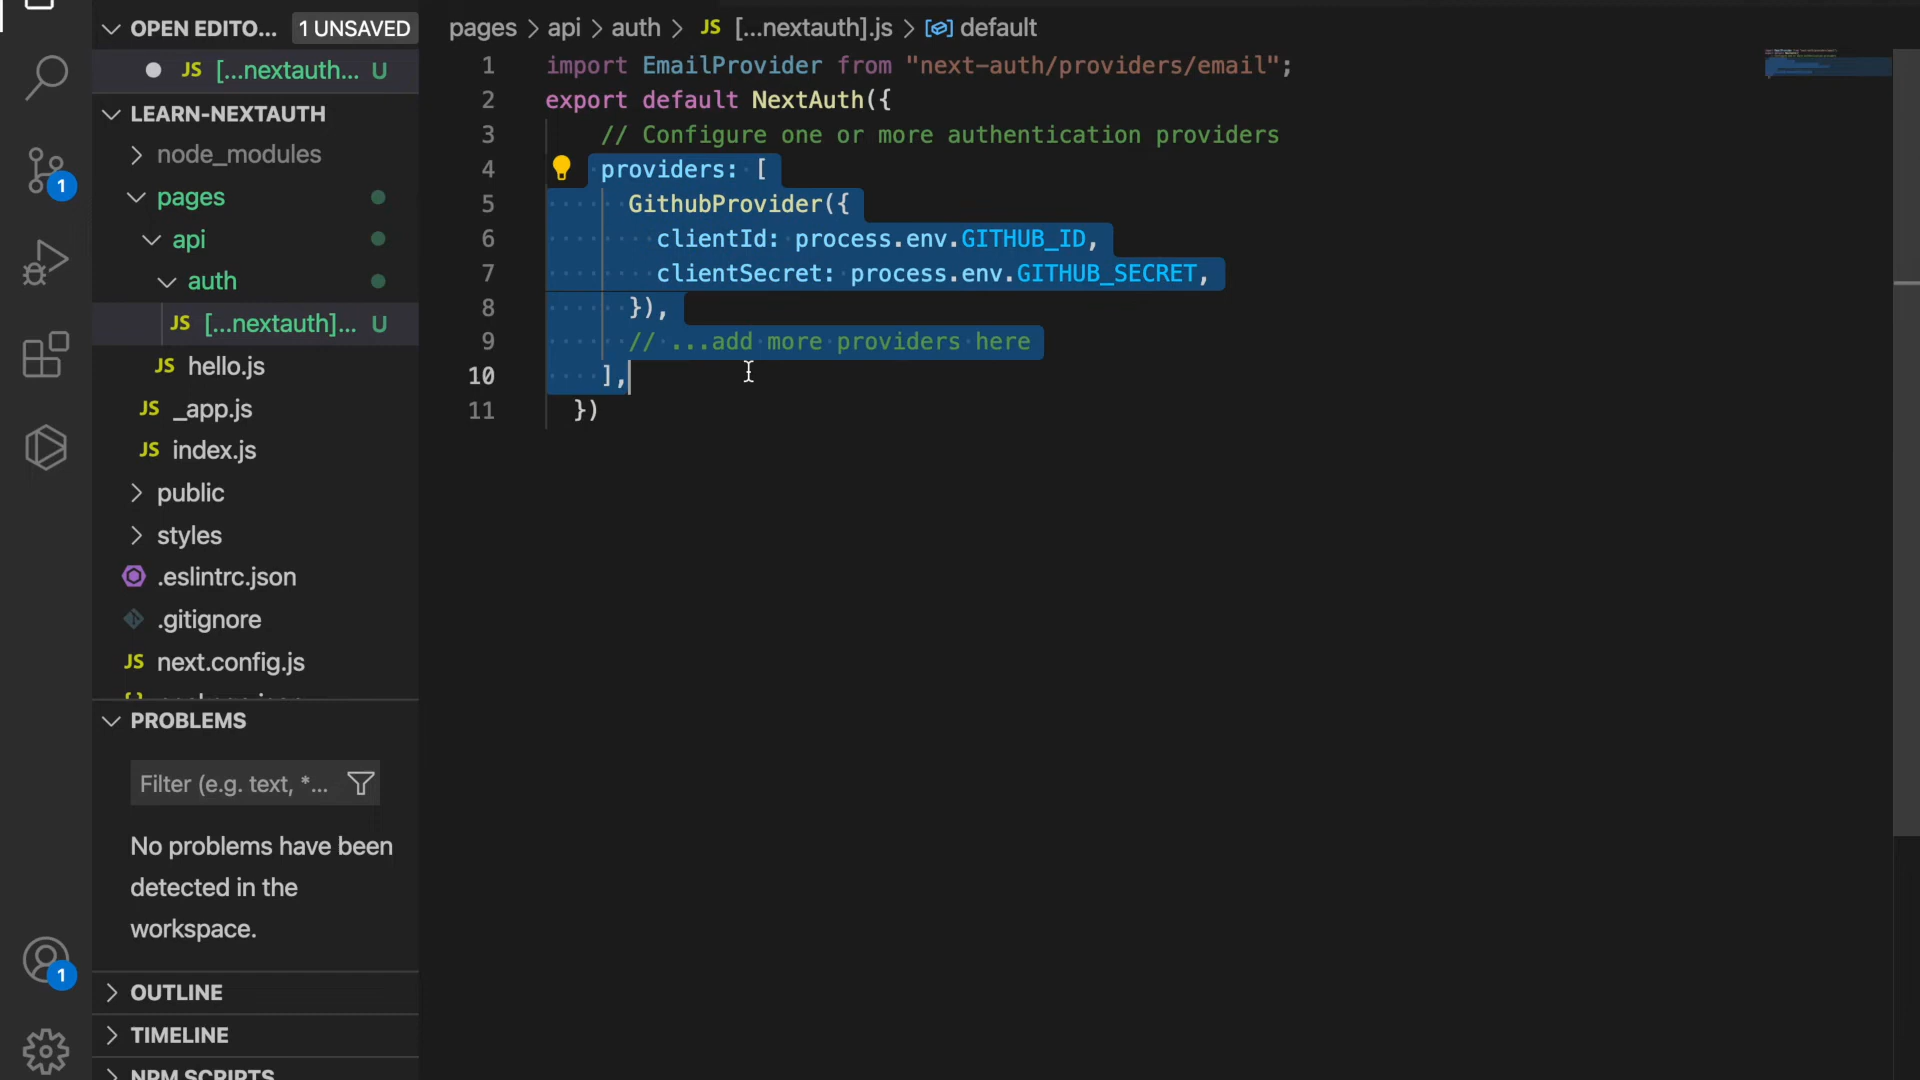 OPEN EDITO... 1 UNSAVED
JS [...nextauth... U
LEARN-NEXTAUTH
node_modules
pages
api
auth
JS [...nextauth]... U
JS hello.js
JS _app.js
JS index.js
public
styles
.eslintrc.json
.gitignore
JS next.config.js
PROBLEMS
Filter (e.g. text, *...
No problems have been
detected in the
workspace.
OUTLINE
TIMELINE
NPM SCRIPTS
1
1
pages > api > auth > JS [...nextauth].js > default
1 import EmailProvider from "next-auth/providers/email";
2 export default NextAuth({
3 // Configure one or more authentication providers
4 providers: [
5 GithubProvider({
6 clientId: process.env.GITHUB_ID,
7 clientSecret: process.env.GITHUB_SECRET,
8 }),
9 // ...add more providers here
10 ],
11 })